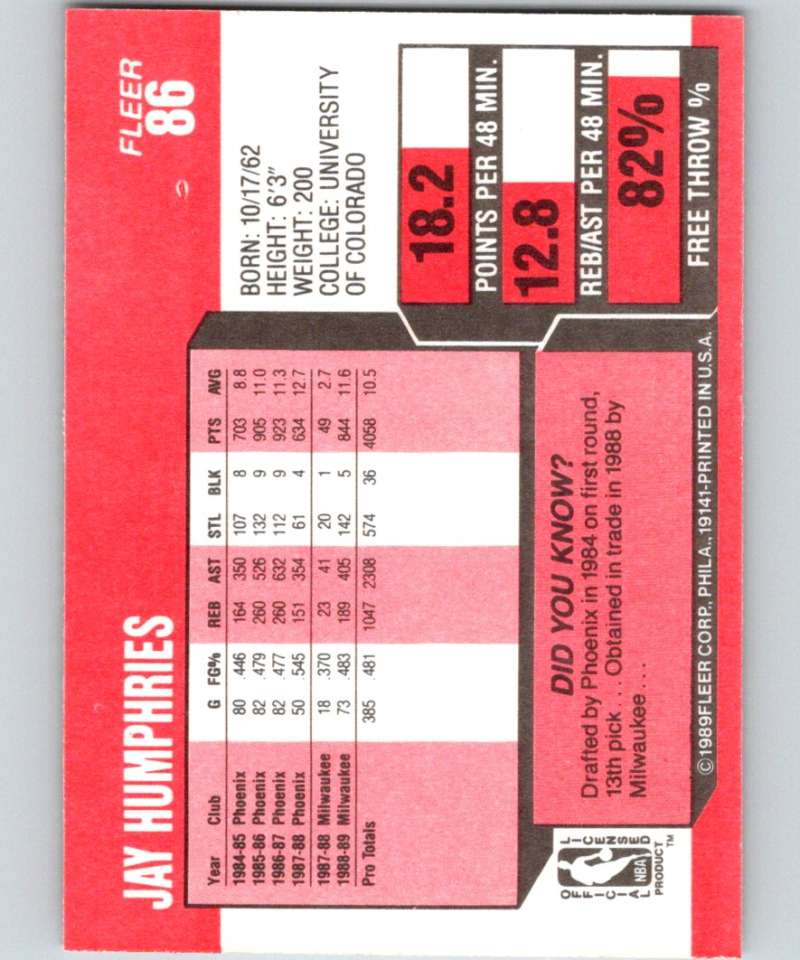 JAY HUMPHRIES
FLEER
86
Year Club G FG% REB AST STL BLK PTS AVG
1984-85 Phoenix 80 .446 164 350 107 8 703 8.8
1985-86 Phoenix 82 .479 260 526 132 9 905 11.0
1986-87 Phoenix 82 .477 260 632 112 9 923 11.3
1987-88 Phoenix 50 .545 151 354 61 4 634 12.7
1987-88 Milwaukee 18 .370 23 41 20 1 49 2.7
1988-89 Milwaukee 73 .483 189 405 142 5 844 11.6
Pro Totals 385 .481 1047 2308 574 36 4058 10.5
BORN: 10/17/62
HEIGHT: 6'3"
WEIGHT: 200
COLLEGE: UNIVERSITY
OF COLORADO
18.2
POINTS PER 48 MIN.
12.8
REB/AST PER 48 MIN.
82%
FREE THROW %
DID YOU KNOW?
Drafted by Phoenix in 1984 on first round,
13th pick... Obtained in trade in 1988 by
Milwaukee....
OFFICIAL LICENSED
NBA
PRODUCT™
©1989FLEER CORP., PHILA., 19141-PRINTED IN U.S.A.